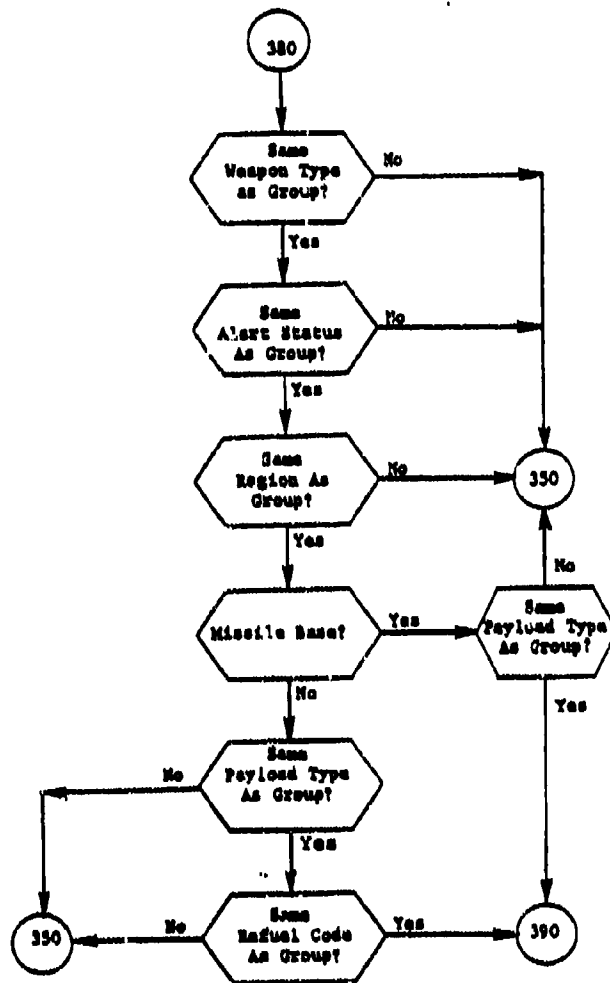 380
Same
Weapon Type
as Group?
No
Yes
Same
Alert Status
As Group?
No
Yes
Same
Region As
Group?
No
350
Yes
No
Missile Base?
Yes
Same
Payload Type
As Group?
No
Yes
Same
Payload Type
As Group?
No
Yes
350
No
Same
Refuel Code
As Group?
Yes
390